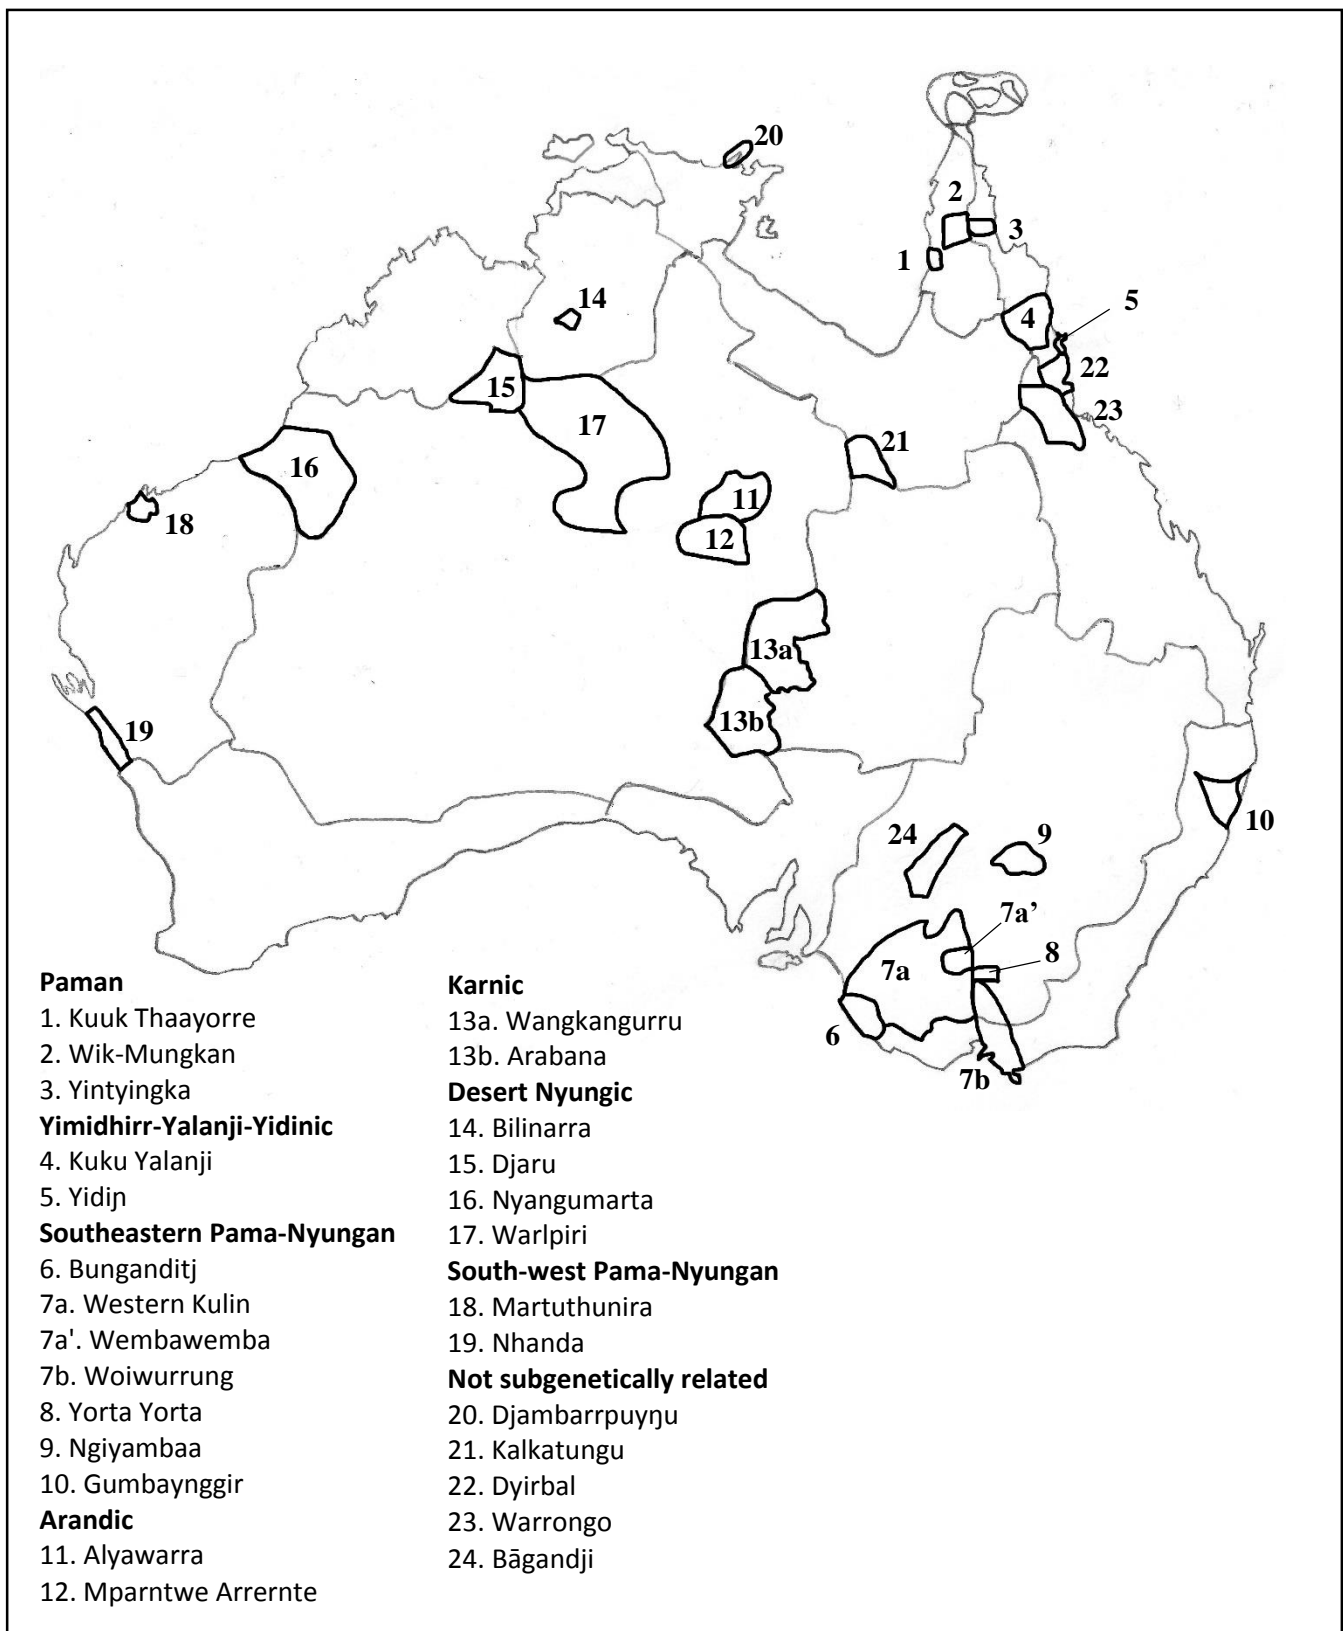 20
2
3
1
14
5
4
15
22
17
23
21
16
11
18
12
13a
13b
19
10
24
9
7a’
8
7a
6
7b
Paman
1. Kuuk Thaayorre
2. Wik-Mungkan
3. Yintyingka
Yimidhirr-Yalanji-Yidinic
4. Kuku Yalanji
5. Yidiɲ
Southeastern Pama-Nyungan
6. Bunganditj
7a. Western Kulin
7a'. Wembawemba
7b. Woiwurrung
8. Yorta Yorta
9. Ngiyambaa
10. Gumbaynggir
Arandic
11. Alyawarra
12. Mparntwe Arrernte
Karnic
13a. Wangkangurru
13b. Arabana
Desert Nyungic
14. Bilinarra
15. Djaru
16. Nyangumarta
17. Warlpiri
South-west Pama-Nyungan
18. Martuthunira
19. Nhanda
Not subgenetically related
20. Djambarrpuyŋu
21. Kalkatungu
22. Dyirbal
23. Warrongo
24. Bāgandji